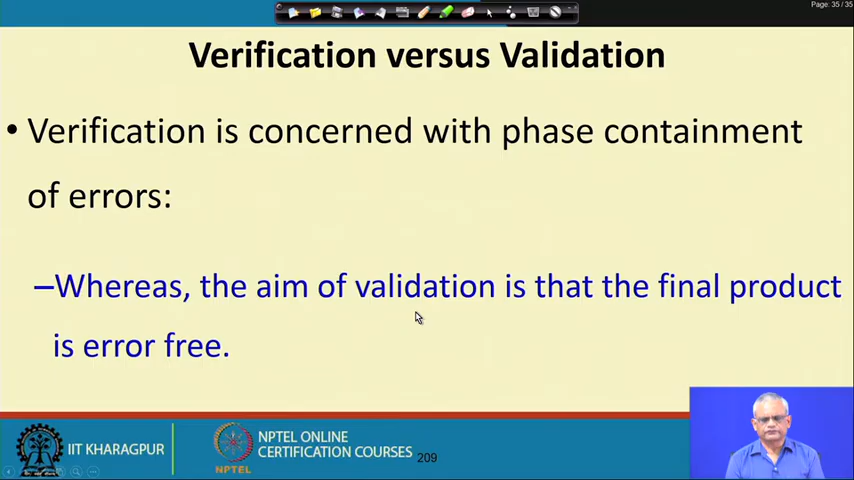 Page: 35 / 35
Verification versus Validation
• Verification is concerned with phase containment
of errors:
–Whereas, the aim of validation is that the final product
is error free.
IIT KHARAGPUR
NPTEL
NPTEL ONLINE
CERTIFICATION COURSES
209